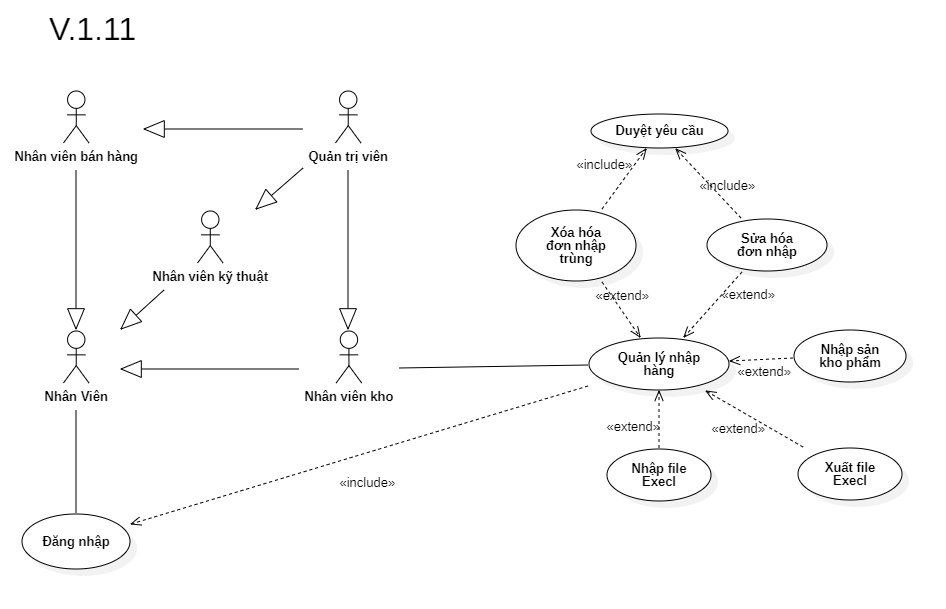 V.1.11
Nhân viên bán hàng
Quản trị viên
Duyệt yêu cầu
«include»
«include»
Xóa hóa
đơn nhập
trùng
Sửa hóa
đơn nhập
Nhân viên kỹ thuật
«extend»
«extend»
Quản lý nhập
hàng
Nhập sản
kho phẩm
«extend»
Nhân Viên
Nhân viên kho
«extend»
«extend»
Nhập file
Execl
Xuất file
Execl
«include»
Đăng nhập